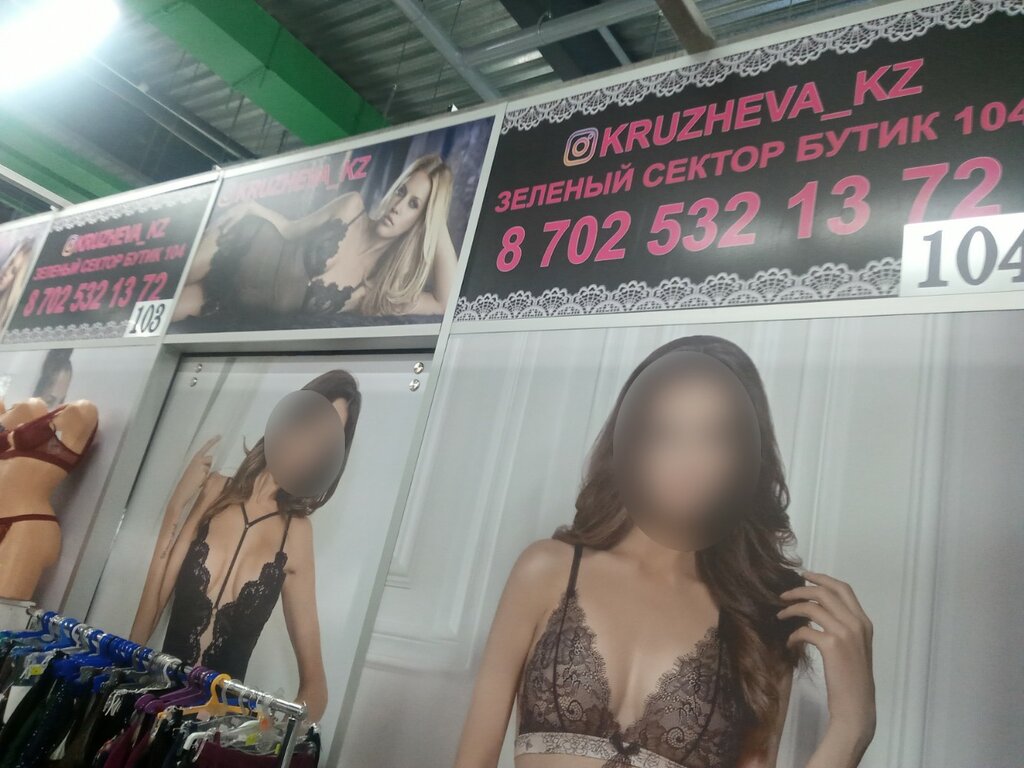 KRUZHEVA_KZ
ЗЕЛЕНЫЙ СЕКТОР БУТИК 104
8 702 532 13 72
103
KRUZHEVA_KZ
KRUZHEVA_KZ
ЗЕЛЕНЫЙ СЕКТОР БУТИК 104
8 702 532 13 72
104